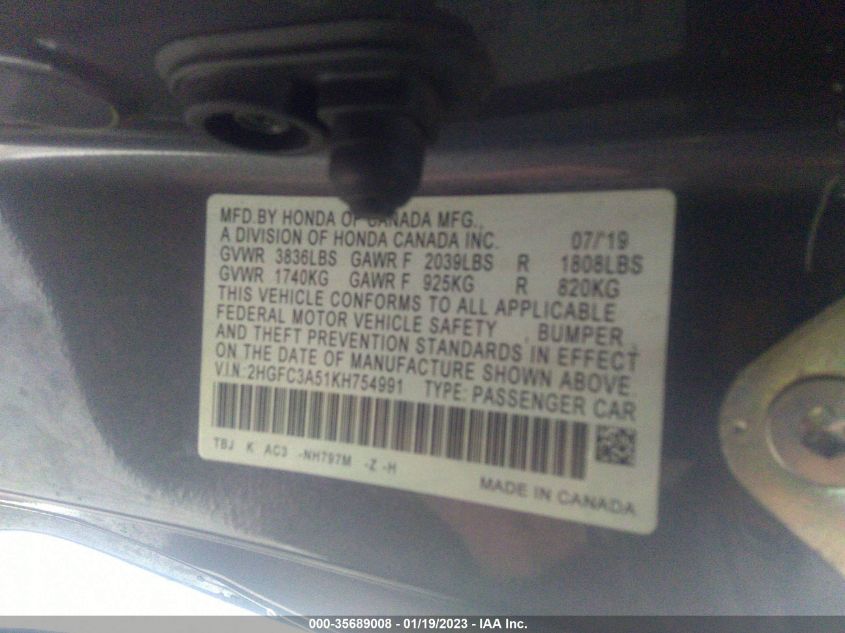 MFD.BY HONDA OF CANADA MFG.,
A DIVISION OF HONDA CANADA INC. 07/19
GVWR 3836LBS GAWR F 2039LBS R 1808LBS
GVWR 1740KG GAWR F 925KG R 820KG
THIS VEHICLE CONFORMS TO ALL APPLICABLE
FEDERAL MOTOR VEHICLE SAFETY , BUMPER ,
AND THEFT PREVENTION STANDARDS IN EFFECT
ON THE DATE OF MANUFACTURE SHOWN ABOVE.
V.I.N.:2HGFC3A51KH754991 TYPE: PASSENGER CAR
TBJ K AC3 -NH797M -Z -H
MADE IN CANADA
000-35689008 - 01/19/2023 - IAA Inc.